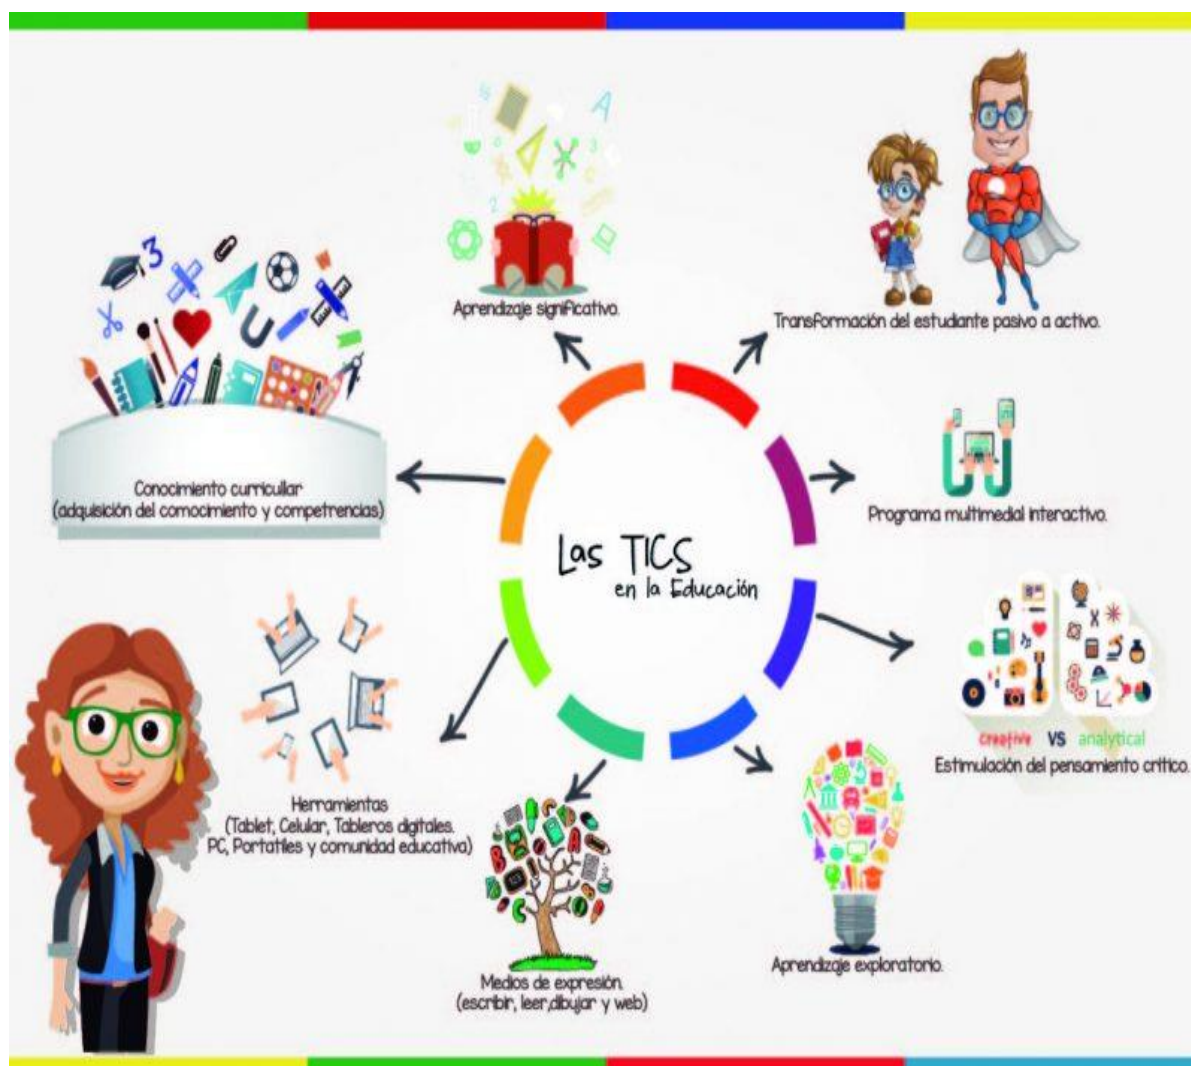 Aprendizaje significativo.
Transformación del estudiante pasivo a activo.
Conocimiento curricullar
(adquisición del comocimiento y competrencias)
Programa multimedial interactivo.
Las TICS
en la Educación
creative VS analytical
Estimulación del pensamiento crítico.
Herramientas
(Tablet, Celular, Tableros digitales.
PC, Portatiles y comunidad educativa)
Aprendizaje exploratorio.
Medios de expresión.
(escribir, leer,dibujar y web)